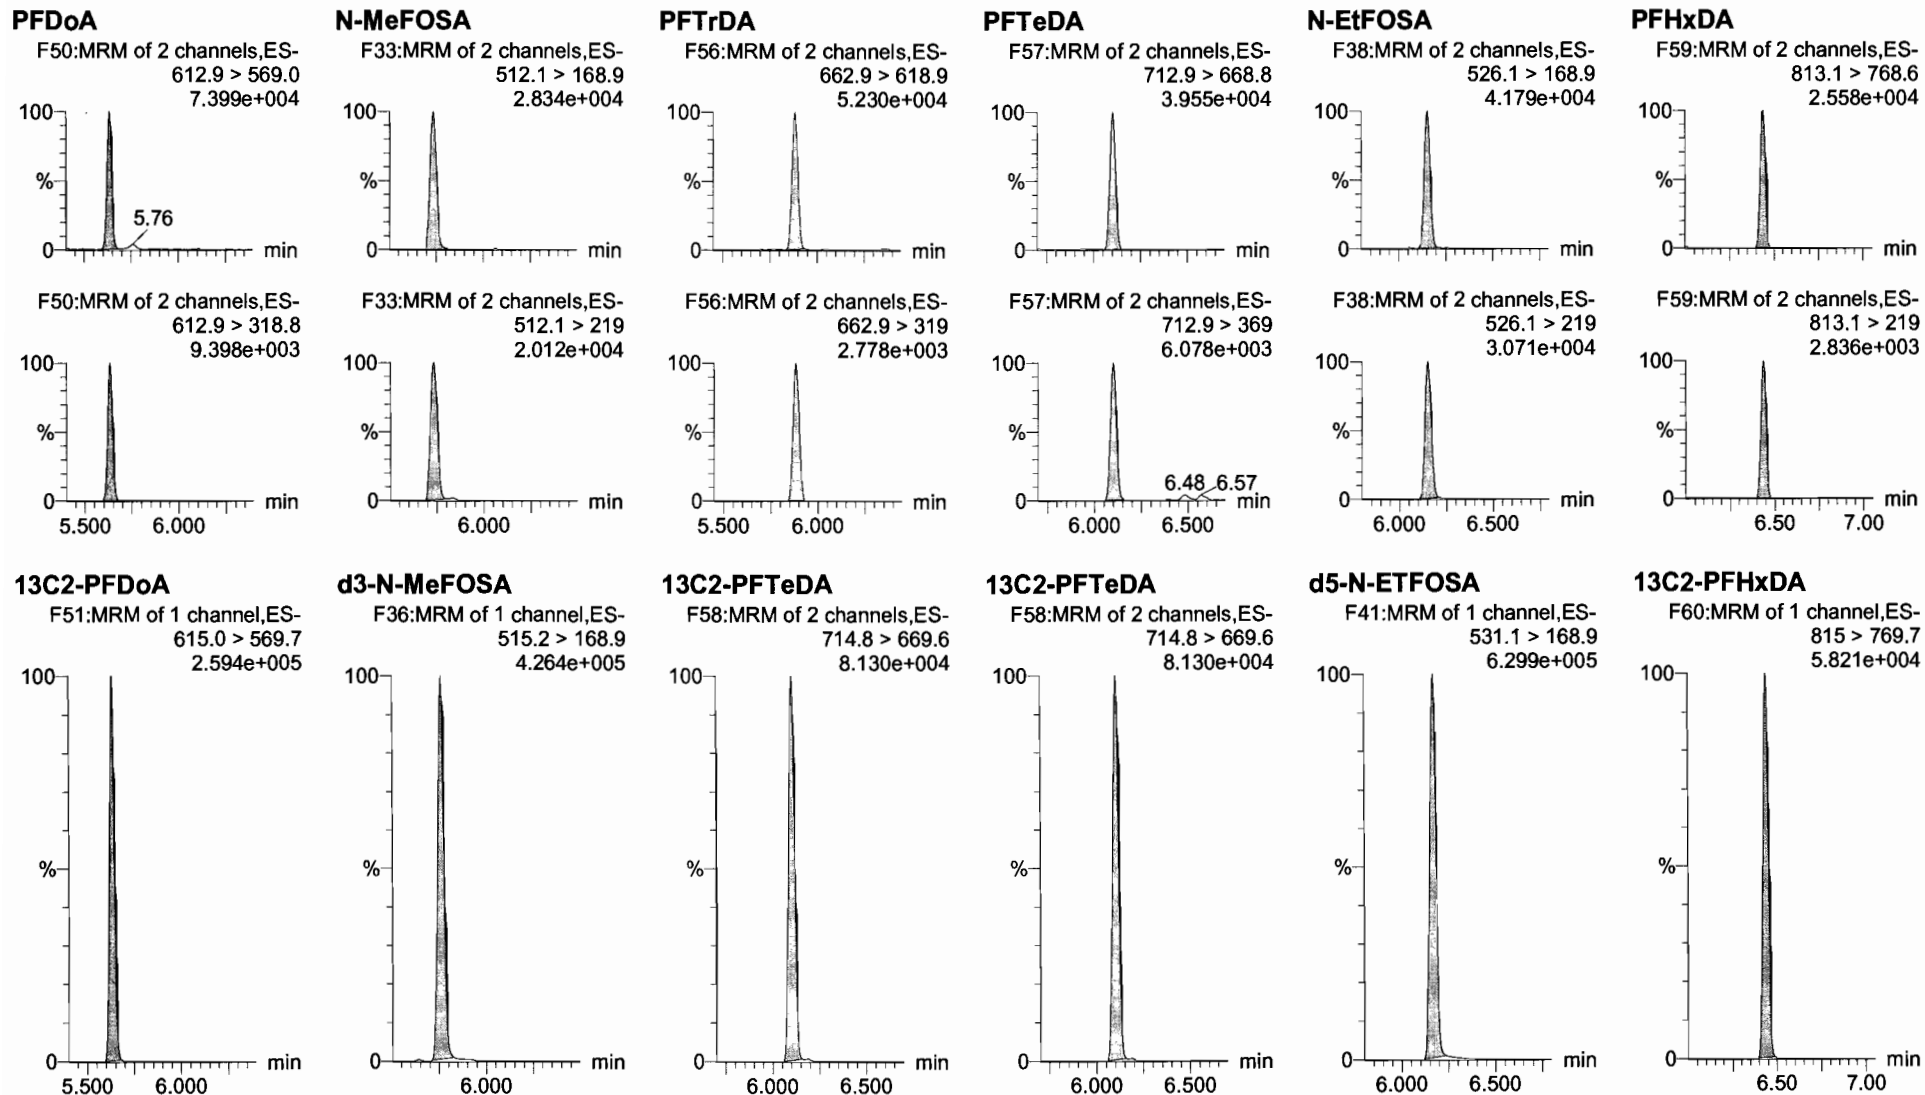 PFDoA
F50:MRM of 2 channels,ES-
612.9 > 569.0
7.399e+004
100
%
5.76
0
min
F50:MRM of 2 channels,ES-
612.9 > 318.8
9.398e+003
100
%
0
min
5.500 6.000
N-MeFOSA
F33:MRM of 2 channels,ES-
512.1 > 168.9
2.834e+004
100
%
0
min
F33:MRM of 2 channels,ES-
512.1 > 219
2.012e+004
100
%
0
min
6.000
PFTrDA
F56:MRM of 2 channels,ES-
662.9 > 618.9
5.230e+004
100
%
0
min
F56:MRM of 2 channels,ES-
662.9 > 319
2.778e+003
100
%
0
min
5.500 6.000
PFTeDA
F57:MRM of 2 channels,ES-
712.9 > 668.8
3.955e+004
100
%
0
min
F57:MRM of 2 channels,ES-
712.9 > 369
6.078e+003
100
%
6.48 6.57
0
min
6.000 6.500
N-EtFOSA
F38:MRM of 2 channels,ES-
526.1 > 168.9
4.179e+004
100
%
0
min
F38:MRM of 2 channels,ES-
526.1 > 219
3.071e+004
100
%
0
min
6.000 6.500
PFHxDA
F59:MRM of 2 channels,ES-
813.1 > 768.6
2.558e+004
100
%
0
min
F59:MRM of 2 channels,ES-
813.1 > 219
2.836e+003
100
%
0
min
6.50 7.00
13C2-PFDoA
F51:MRM of 1 channel,ES-
615.0 > 569.7
2.594e+005
100
%
0
min
5.500 6.000
d3-N-MeFOSA
F36:MRM of 1 channel,ES-
515.2 > 168.9
4.264e+005
100
%
0
min
6.000
13C2-PFTeDA
F58:MRM of 2 channels,ES-
714.8 > 669.6
8.130e+004
100
%
0
min
6.000 6.500
13C2-PFTeDA
F58:MRM of 2 channels,ES-
714.8 > 669.6
8.130e+004
100
%
0
min
6.000 6.500
d5-N-ETFOSA
F41:MRM of 1 channel,ES-
531.1 > 168.9
6.299e+005
100
%
0
min
6.000 6.500
13C2-PFHxDA
F60:MRM of 1 channel,ES-
815 > 769.7
5.821e+004
100
%
0
min
6.50 7.00